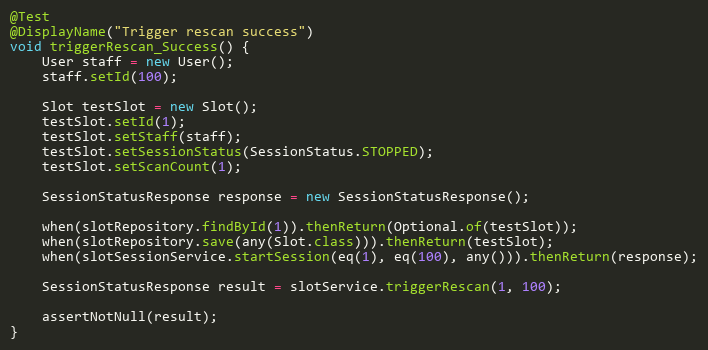 @Test
@DisplayName("Trigger rescan success")
void triggerRescan_Success() {
    User staff = new User();
    staff.setId(100);

    Slot testSlot = new Slot();
    testSlot.setId(1);
    testSlot.setStaff(staff);
    testSlot.setSessionStatus(SessionStatus.STOPPED);
    testSlot.setScanCount(1);

    SessionStatusResponse response = new SessionStatusResponse();

    when(slotRepository.findById(1)).thenReturn(Optional.of(testSlot));
    when(slotRepository.save(any(Slot.class))).thenReturn(testSlot);
    when(slotSessionService.startSession(eq(1), eq(100), any())).thenReturn(response);

    SessionStatusResponse result = slotService.triggerRescan(1, 100);

    assertNotNull(result);
}